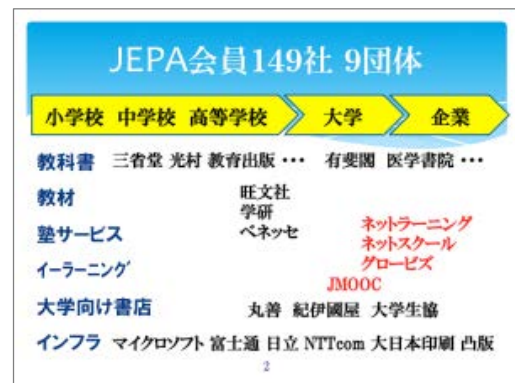 JEPA会員149社 9団体
小学校 中学校 高等学校 大学 企業
教科書 三省堂 光村 教育出版・・・ 有斐閣 医学書院・・・
教材 旺文社
学研
塾サービス ベネッセ ネットラーニング
ネットスクール
イーラーニング グロービズ
JMOOC
大学向け書店 丸善 紀伊國屋 大学生協
インフラ マイクロソフト 富士通 日立 NTTcom 大日本印刷 凸版
2